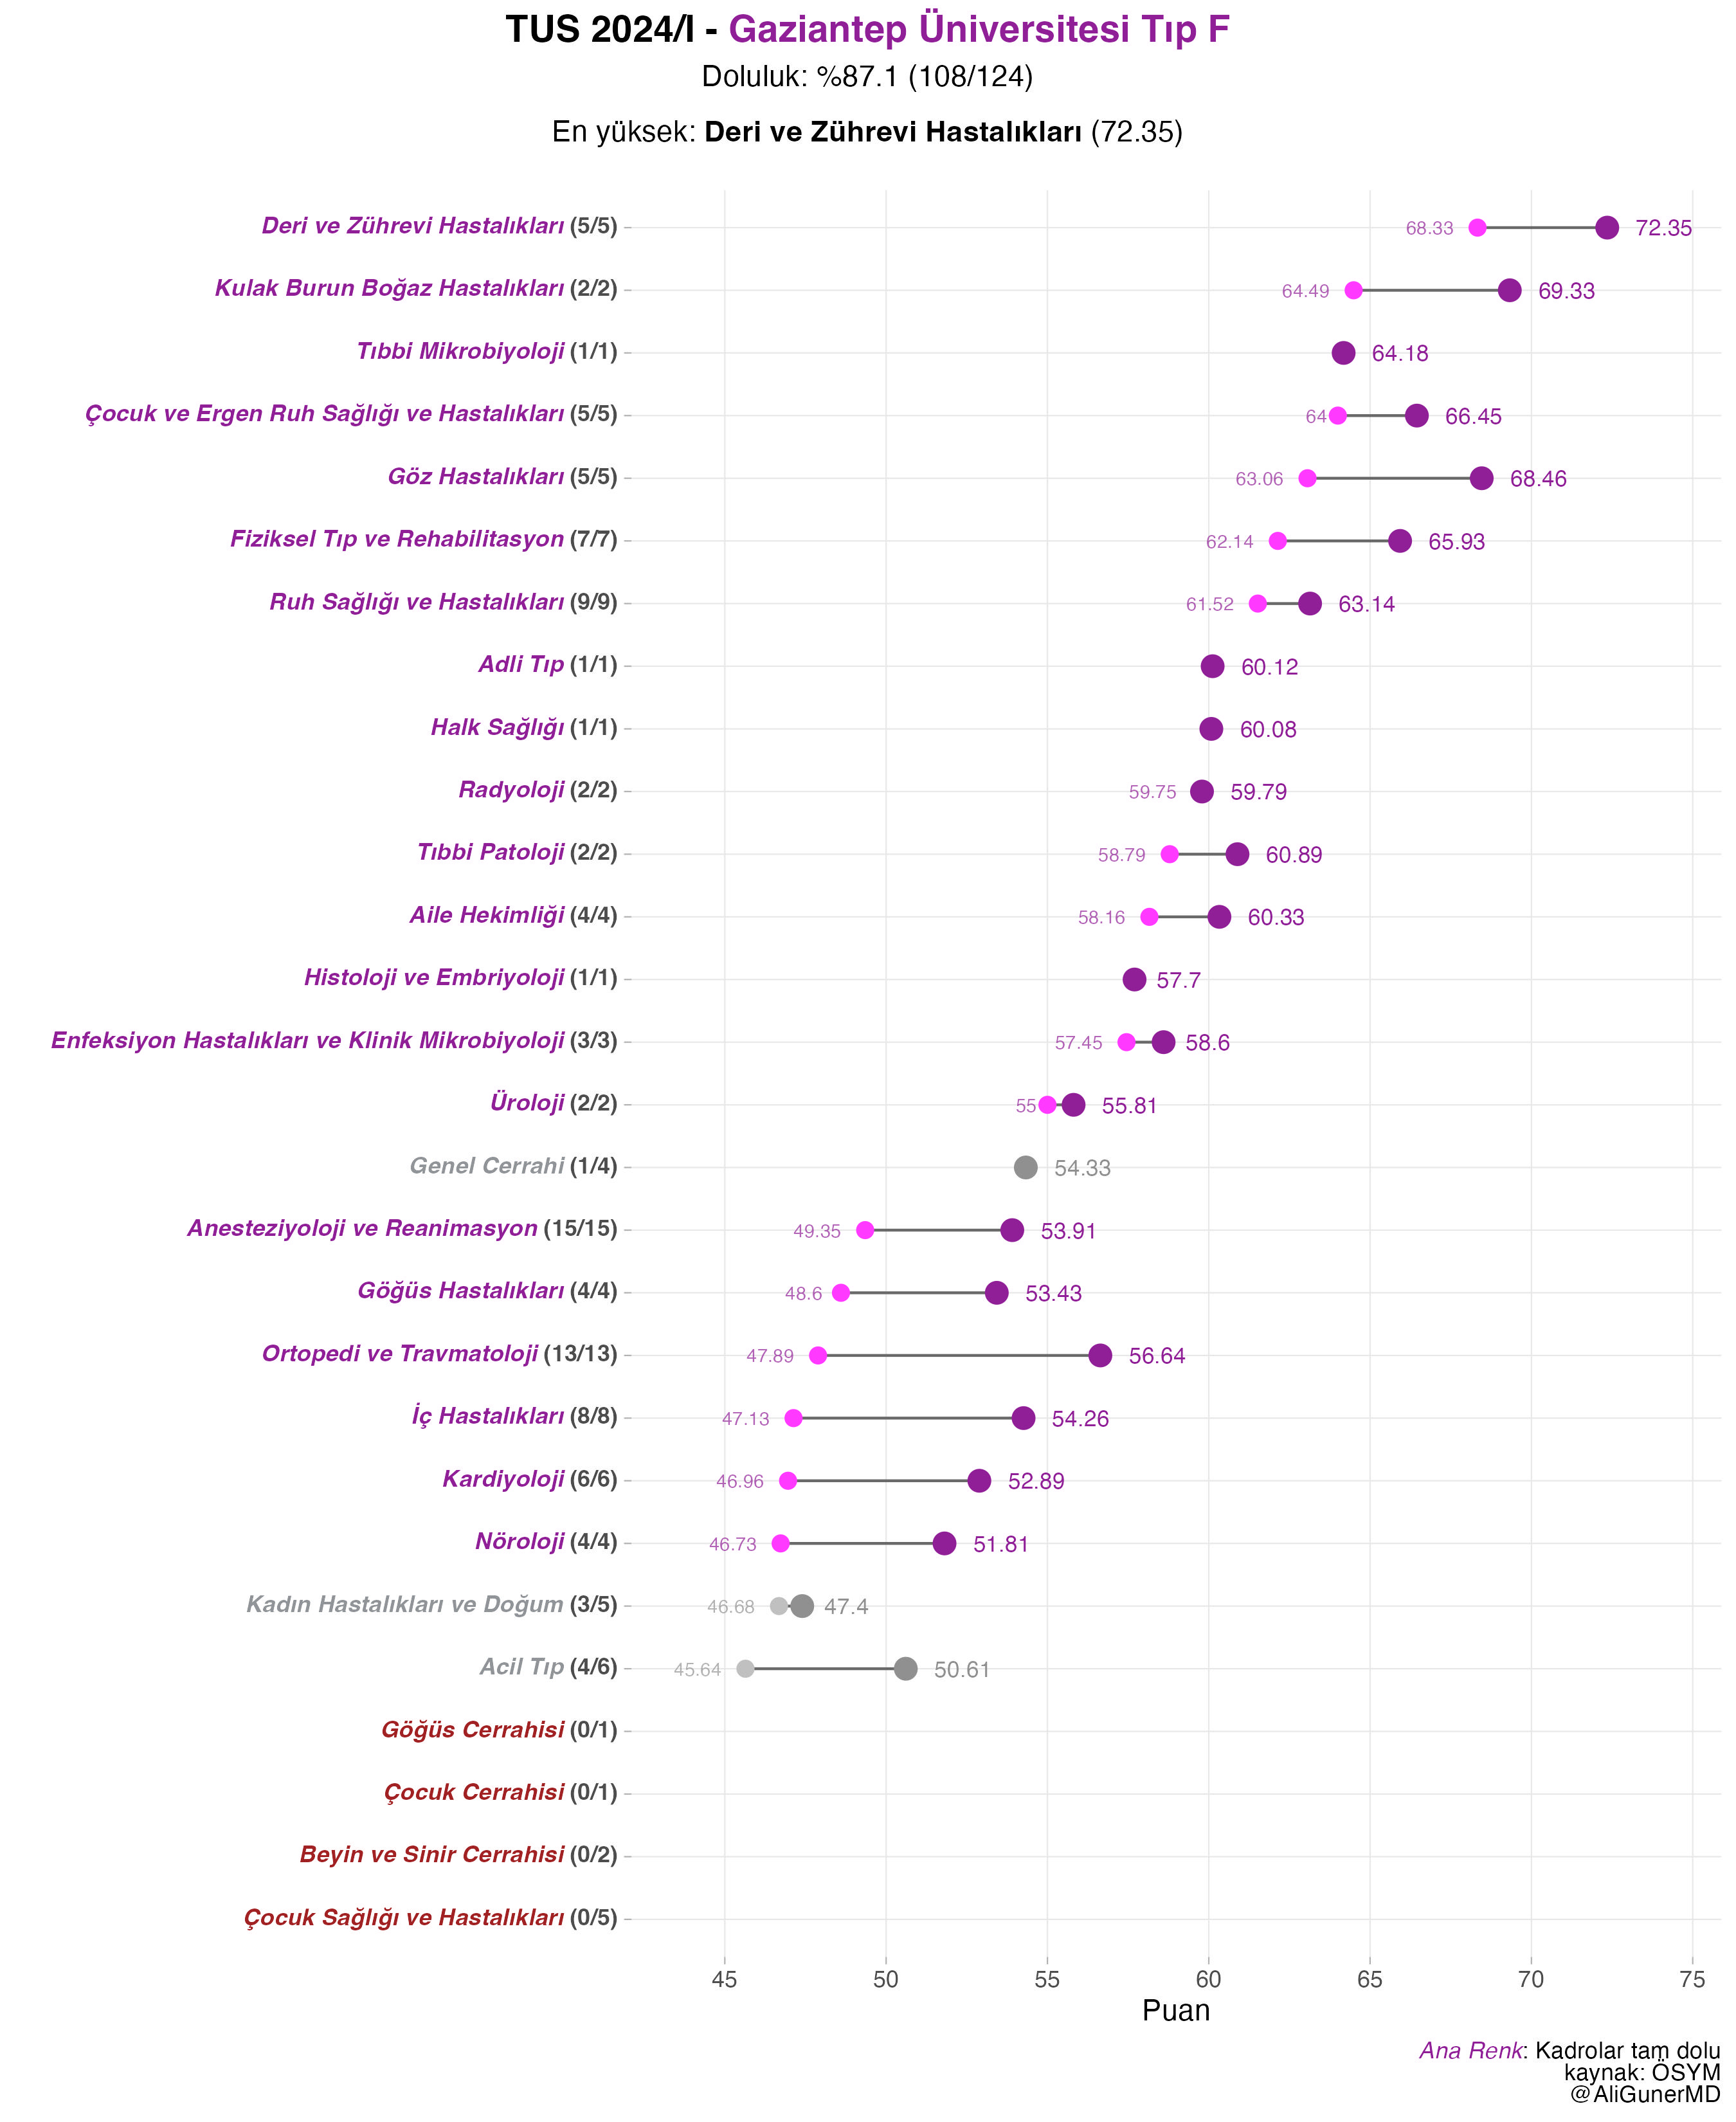 TUS 2024/I - Gaziantep Üniversitesi Tıp F
Doluluk: %87.1 (108/124)
En yüksek: Deri ve Zührevi Hastalıkları (72.35)
Deri ve Zührevi Hastalıkları (5/5) 68.33 72.35
Kulak Burun Boğaz Hastalıkları (2/2) 64.49 69.33
Tıbbi Mikrobiyoloji (1/1) 64.18
Çocuk ve Ergen Ruh Sağlığı ve Hastalıkları (5/5) 64 66.45
Göz Hastalıkları (5/5) 63.06 68.46
Fiziksel Tıp ve Rehabilitasyon (7/7) 62.14 65.93
Ruh Sağlığı ve Hastalıkları (9/9) 61.52 63.14
Adli Tıp (1/1) 60.12
Halk Sağlığı (1/1) 60.08
Radyoloji (2/2) 59.75 59.79
Tıbbi Patoloji (2/2) 58.79 60.89
Aile Hekimliği (4/4) 58.16 60.33
Histoloji ve Embriyoloji (1/1) 57.7
Enfeksiyon Hastalıkları ve Klinik Mikrobiyoloji (3/3) 57.45 58.6
Üroloji (2/2) 55 55.81
Genel Cerrahi (1/4) 54.33
Anesteziyoloji ve Reanimasyon (15/15) 49.35 53.91
Göğüs Hastalıkları (4/4) 48.6 53.43
Ortopedi ve Travmatoloji (13/13) 47.89 56.64
İç Hastalıkları (8/8) 47.13 54.26
Kardiyoloji (6/6) 46.96 52.89
Nöroloji (4/4) 46.73 51.81
Kadın Hastalıkları ve Doğum (3/5) 46.68 47.4
Acil Tıp (4/6) 45.64 50.61
Göğüs Cerrahisi (0/1)
Çocuk Cerrahisi (0/1)
Beyin ve Sinir Cerrahisi (0/2)
Çocuk Sağlığı ve Hastalıkları (0/5)
45 50 55 60 65 70 75
Puan
Ana Renk: Kadrolar tam dolu
kaynak: ÖSYM
@AliGunerMD